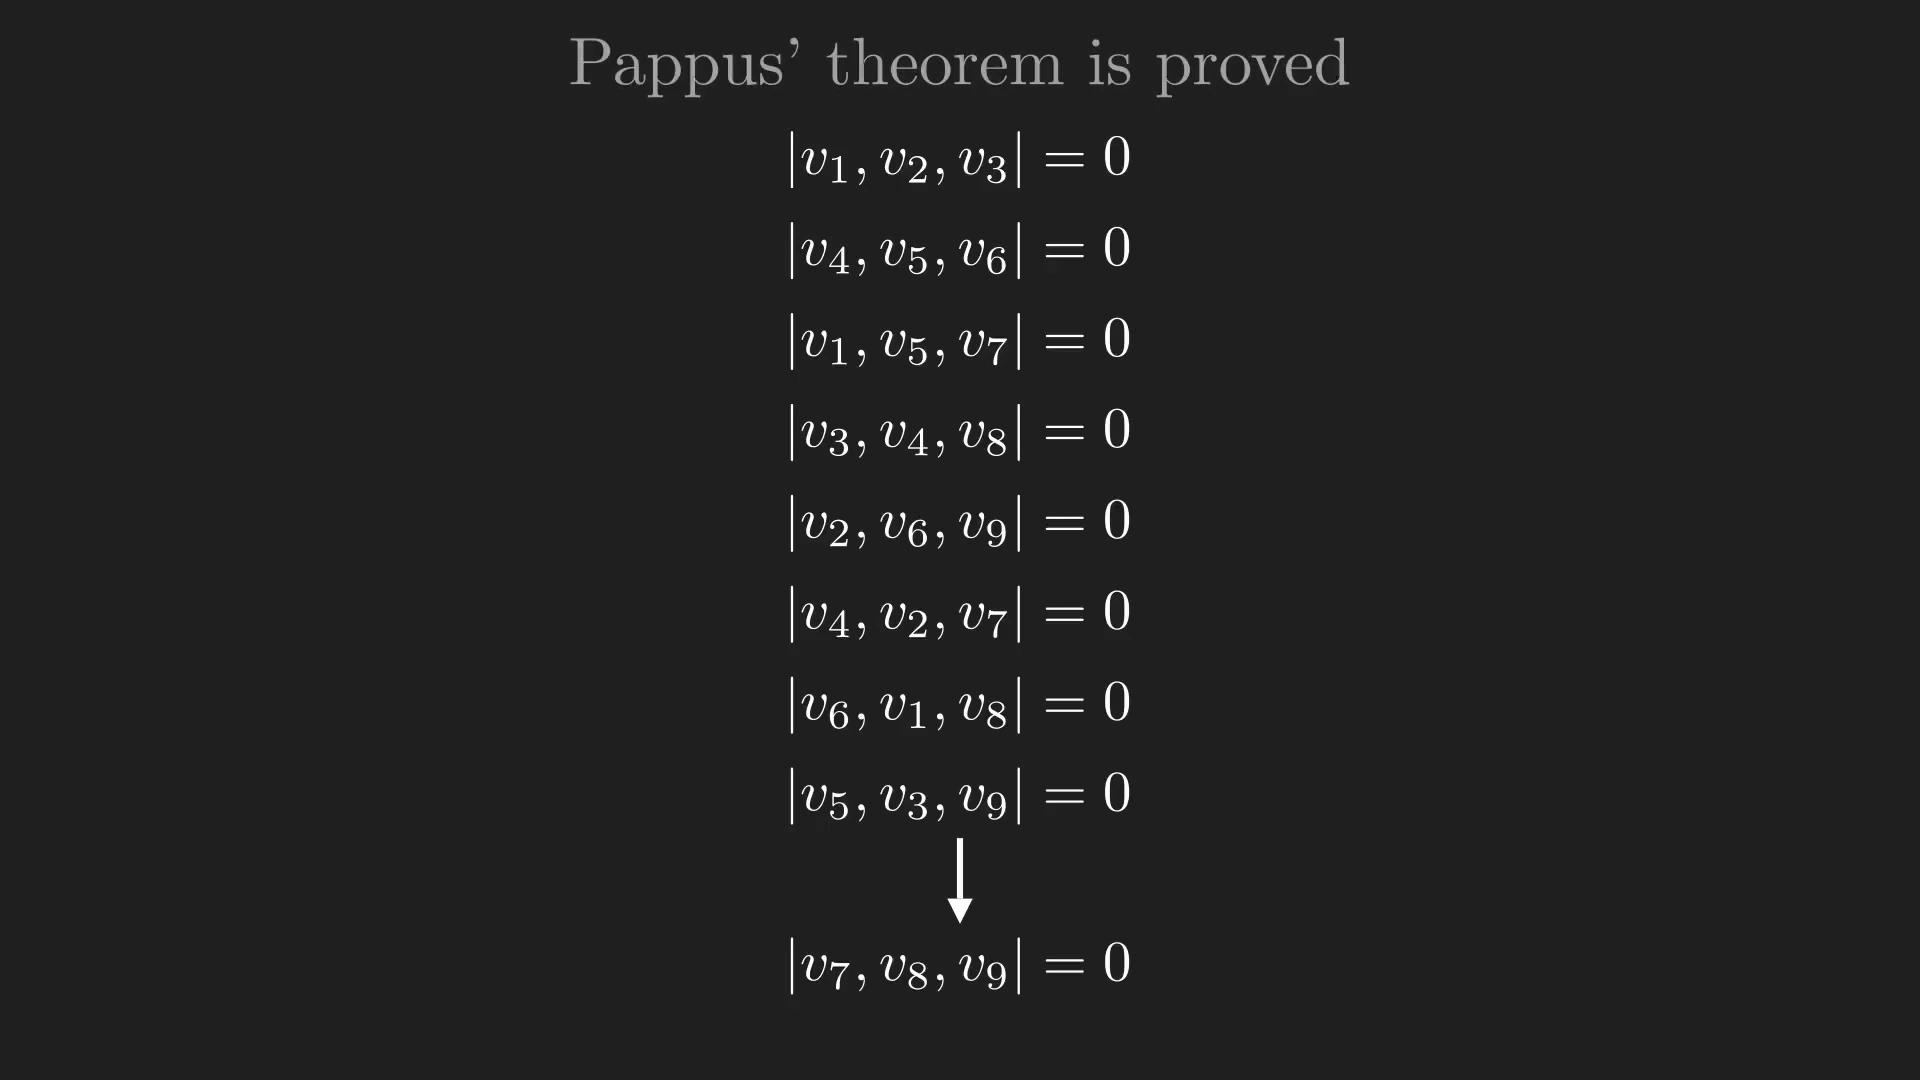 Pappus’ theorem is proved
|v₁, v₂, v₃| = 0
|v₄, v₅, v₆| = 0
|v₁, v₅, v₇| = 0
|v₃, v₄, v₈| = 0
|v₂, v₆, v₉| = 0
|v₄, v₂, v₇| = 0
|v₆, v₁, v₈| = 0
|v₅, v₃, v₉| = 0
|v₇, v₈, v₉| = 0